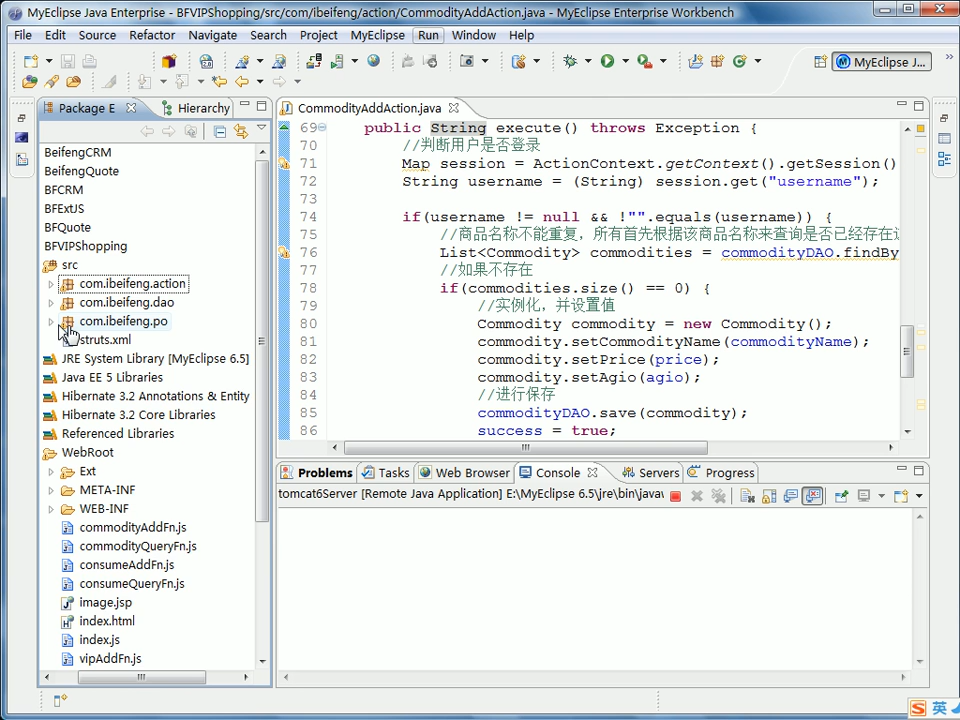 MyEclipse Java Enterprise - BFVIPShopping/src/com/ibeifeng/action/CommodityAddAction.java - MyEclipse Enterprise Workbench
File Edit Source Refactor Navigate Search Project MyEclipse Run Window Help
MyEclipse J...
Package E
Hierarchy
BeifengCRM
BeifengQuote
BFCRM
BFExtJS
BFQuote
BFVIPShopping
src
com.ibeifeng.action
com.ibeifeng.dao
com.ibeifeng.po
struts.xml
JRE System Library [MyEclipse 6.5]
Java EE 5 Libraries
Hibernate 3.2 Annotations & Entity
Hibernate 3.2 Core Libraries
Referenced Libraries
WebRoot
Ext
META-INF
WEB-INF
commodityAddFn.js
commodityQueryFn.js
consumeAddFn.js
consumeQueryFn.js
image.jsp
index.html
index.js
vipAddFn.js
CommodityAddAction.java
69 public String execute() throws Exception {
70 //判断用户是否登录
71 Map session = ActionContext.getContext().getSession()
72 String username = (String) session.get("username");
73
74 if(username != null && !"".equals(username)) {
75 //商品名称不能重复，所有首先根据该商品名称来查询是否已经存在
76 List<Commodity> commodities = commodityDAO.findBy
77 //如果不存在
78 if(commodities.size() == 0) {
79 //实例化，并设置值
80 Commodity commodity = new Commodity();
81 commodity.setCommodityName(commodityName);
82 commodity.setPrice(price);
83 commodity.setAgio(agio);
84 //进行保存
85 commodityDAO.save(commodity);
86 success = true;
Problems Tasks Web Browser Console Servers Progress
tomcat6Server [Remote Java Application] E:\MyEclipse 6.5\jre\bin\javaw
英